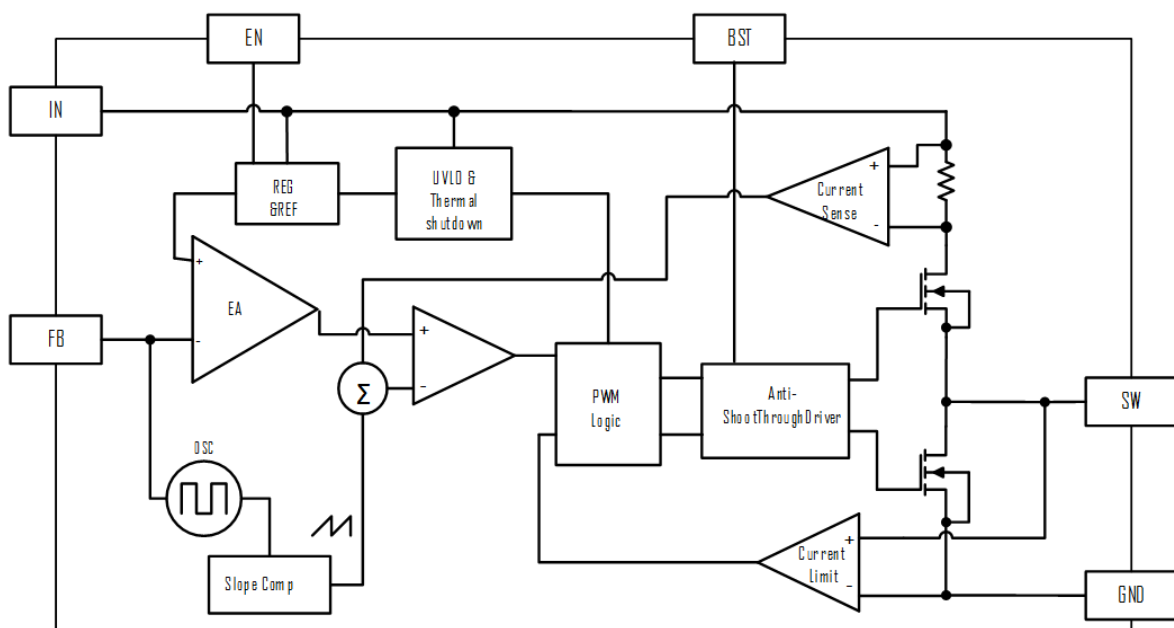 EN
BST
IN
REG
&REF
UVLO &
Thermal
shutdown
+
Current
Sense
-
+
EA
-
FB
+
-
Σ
PWM
Logic
Anti-
ShootThroughDriver
SW
OSC
Slope Comp
+
Current
Limit
-
GND